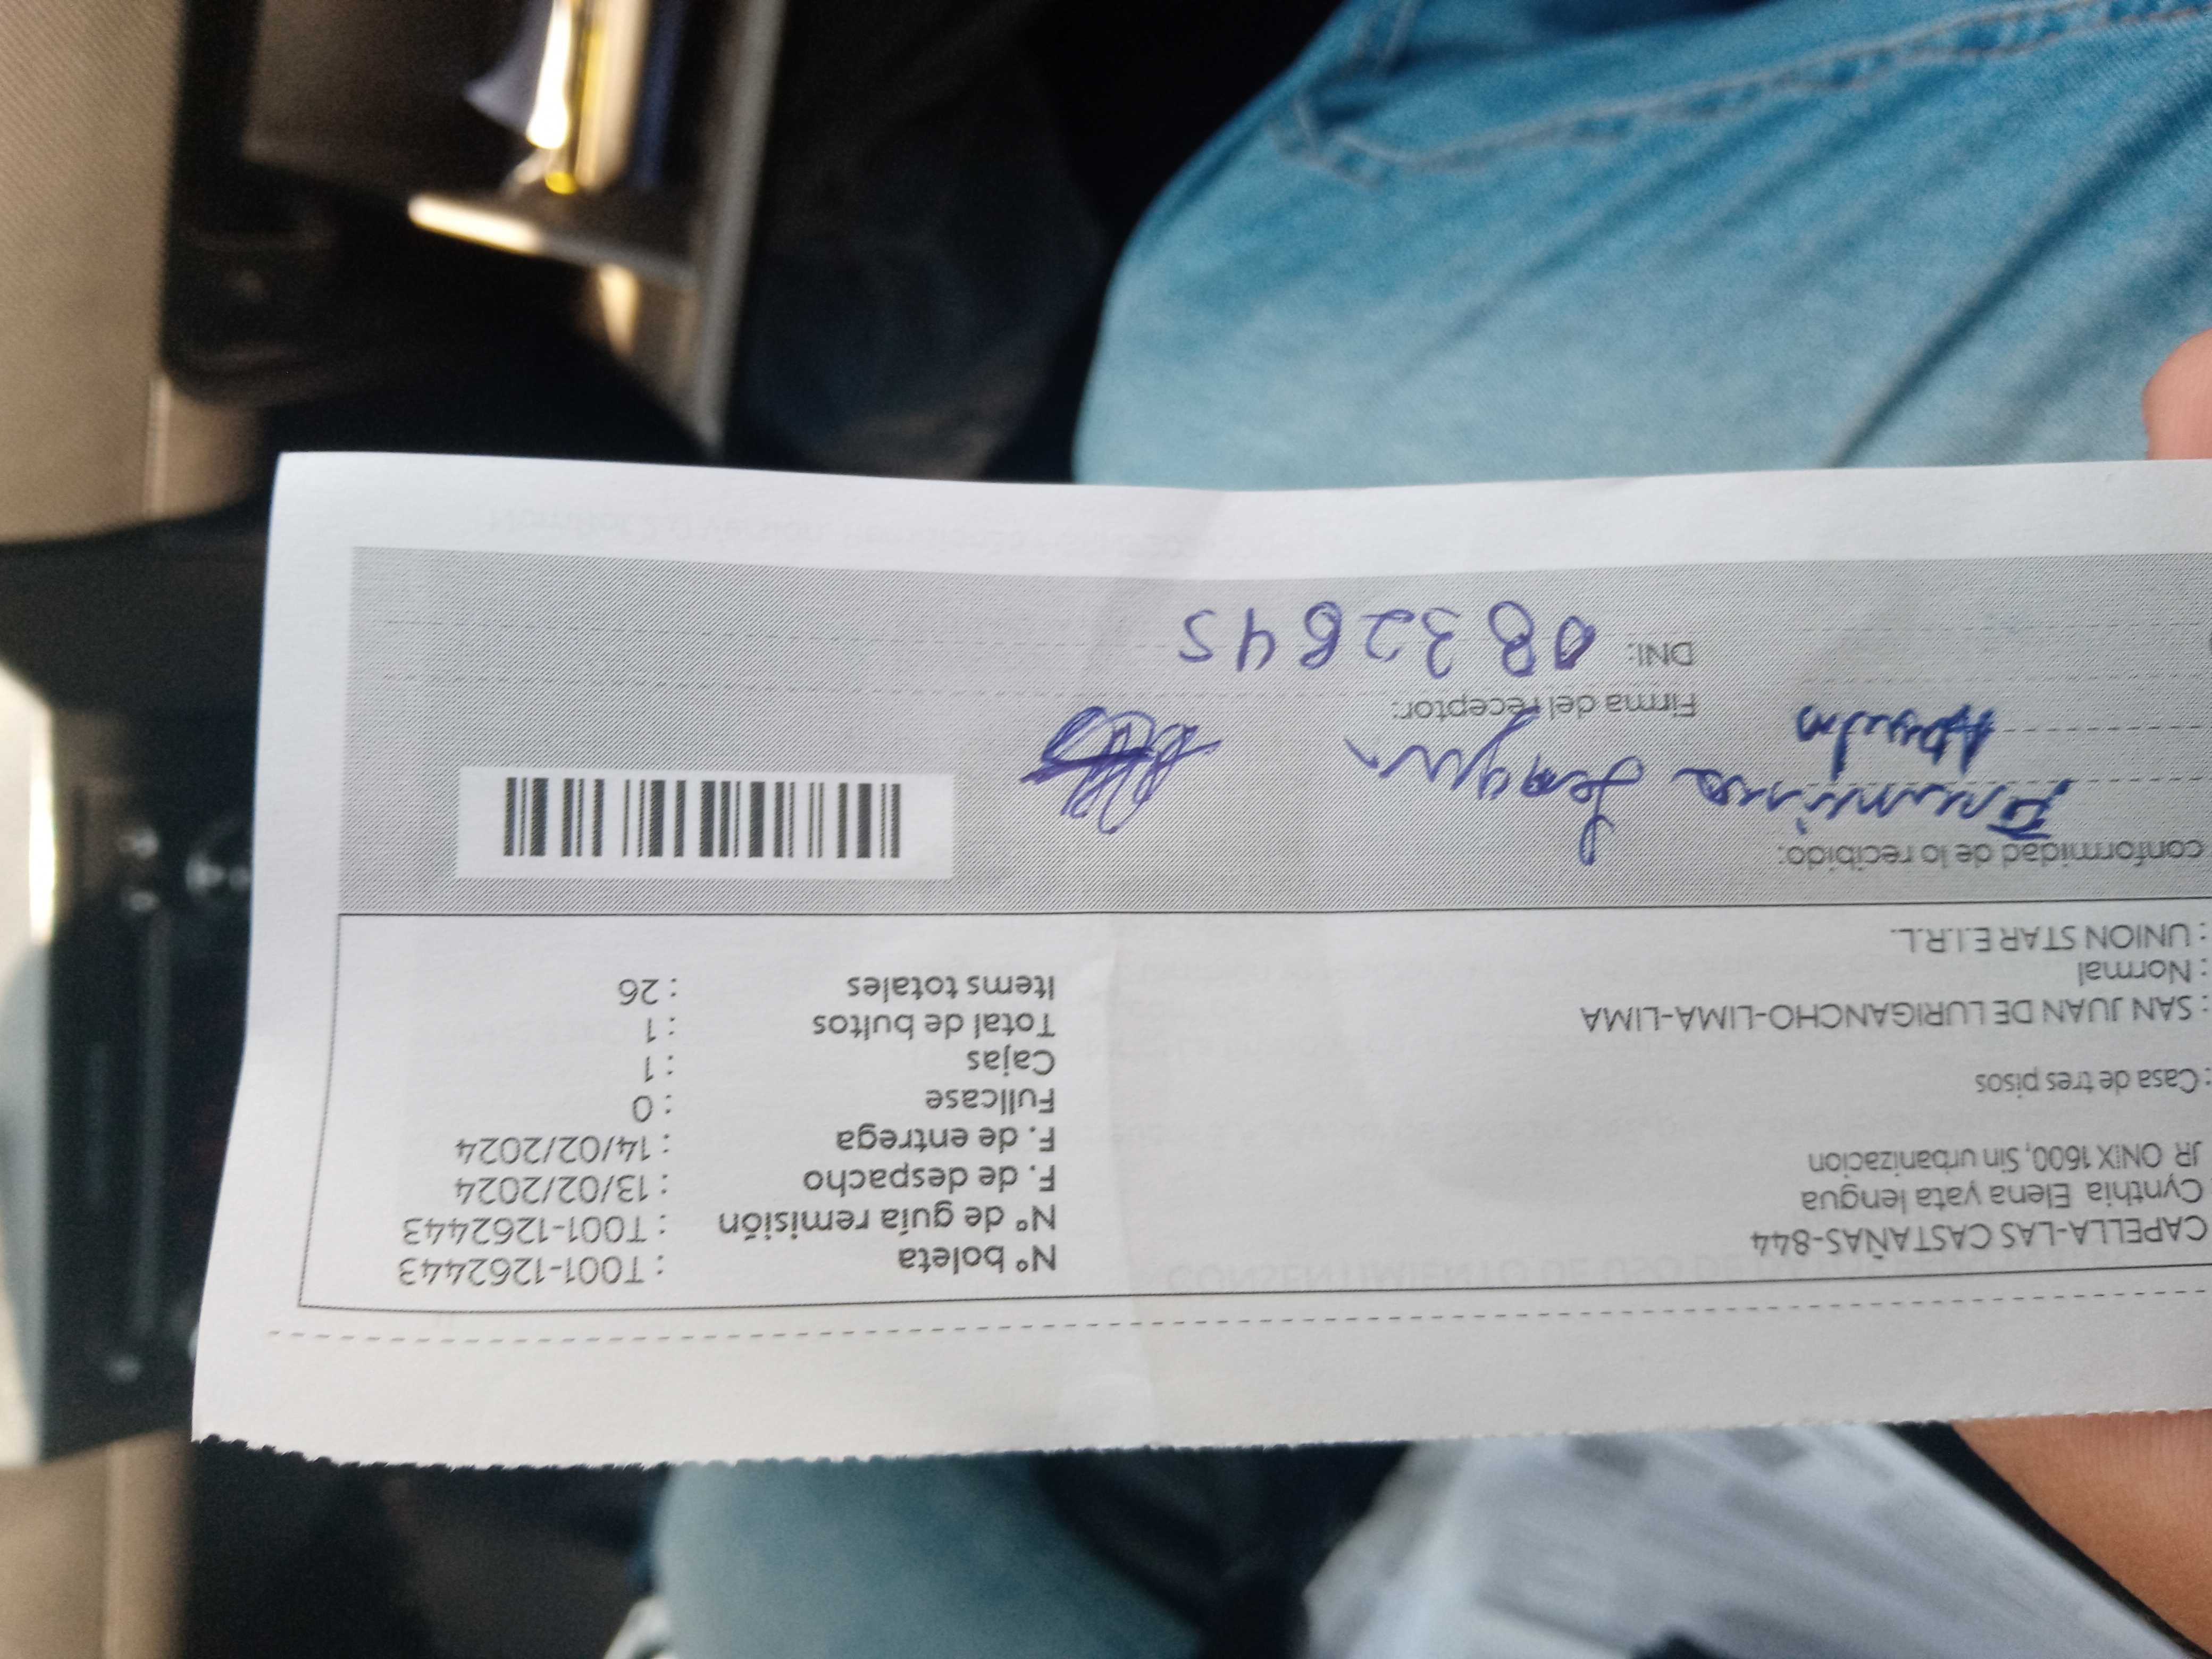 CAPELLA-LAS CASTAÑAS-844
Cynthia Elena yata lengua
JR ONIX 1600, Sin urbanizacion
: Casa de tres pisos
: SAN JUAN DE LURIGANCHO-LIMA-LIMA
: Normal
: UNION STAR E.I.R.L.
Nº boleta : T001-1262443
Nº de guía remisión : T001-1262443
F. de despacho : 13/02/2024
F. de entrega : 14/02/2024
Fullcase : 0
Cajas : 1
Total de bultos : 1
Items totales : 26
conformidad de lo recibido:
Firma del receptor:
DNI: 08328645